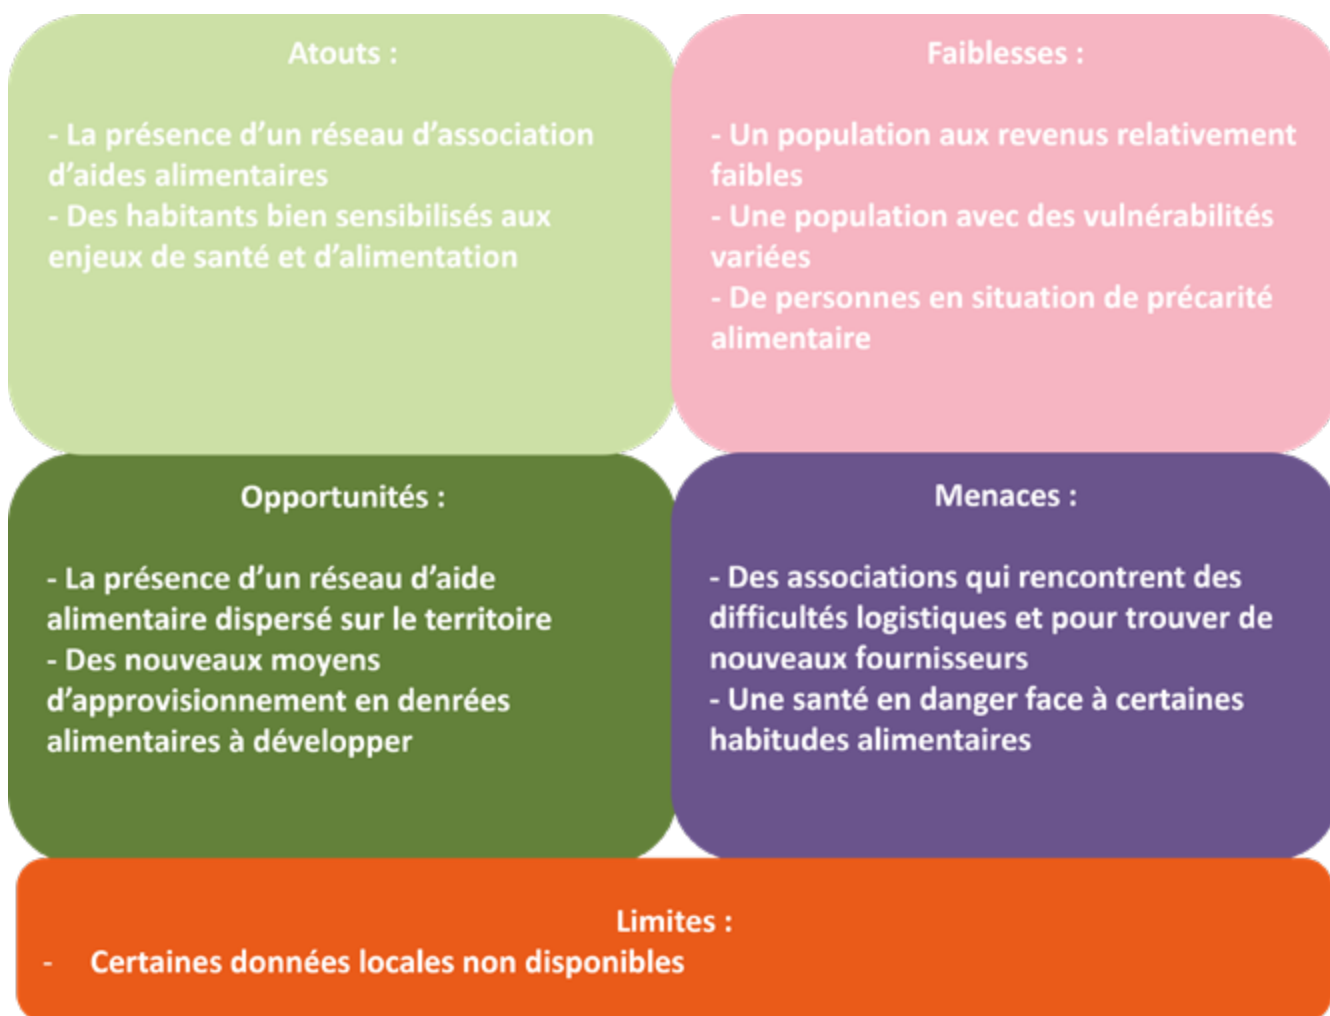 Atouts :
- La présence d’un réseau d’association
d’aides alimentaires
- Des habitants bien sensibilisés aux
enjeux de santé et d’alimentation
Faiblesses :
- Un population aux revenus relativement
faibles
- Une population avec des vulnérabilités
variées
- De personnes en situation de précarité
alimentaire
Opportunités :
- La présence d’un réseau d’aide
alimentaire dispersé sur le territoire
- Des nouveaux moyens
d’approvisionnement en denrées
alimentaires à développer
Menaces :
- Des associations qui rencontrent des
difficultés logistiques et pour trouver de
nouveaux fournisseurs
- Une santé en danger face à certaines
habitudes alimentaires
Limites :
- Certaines données locales non disponibles